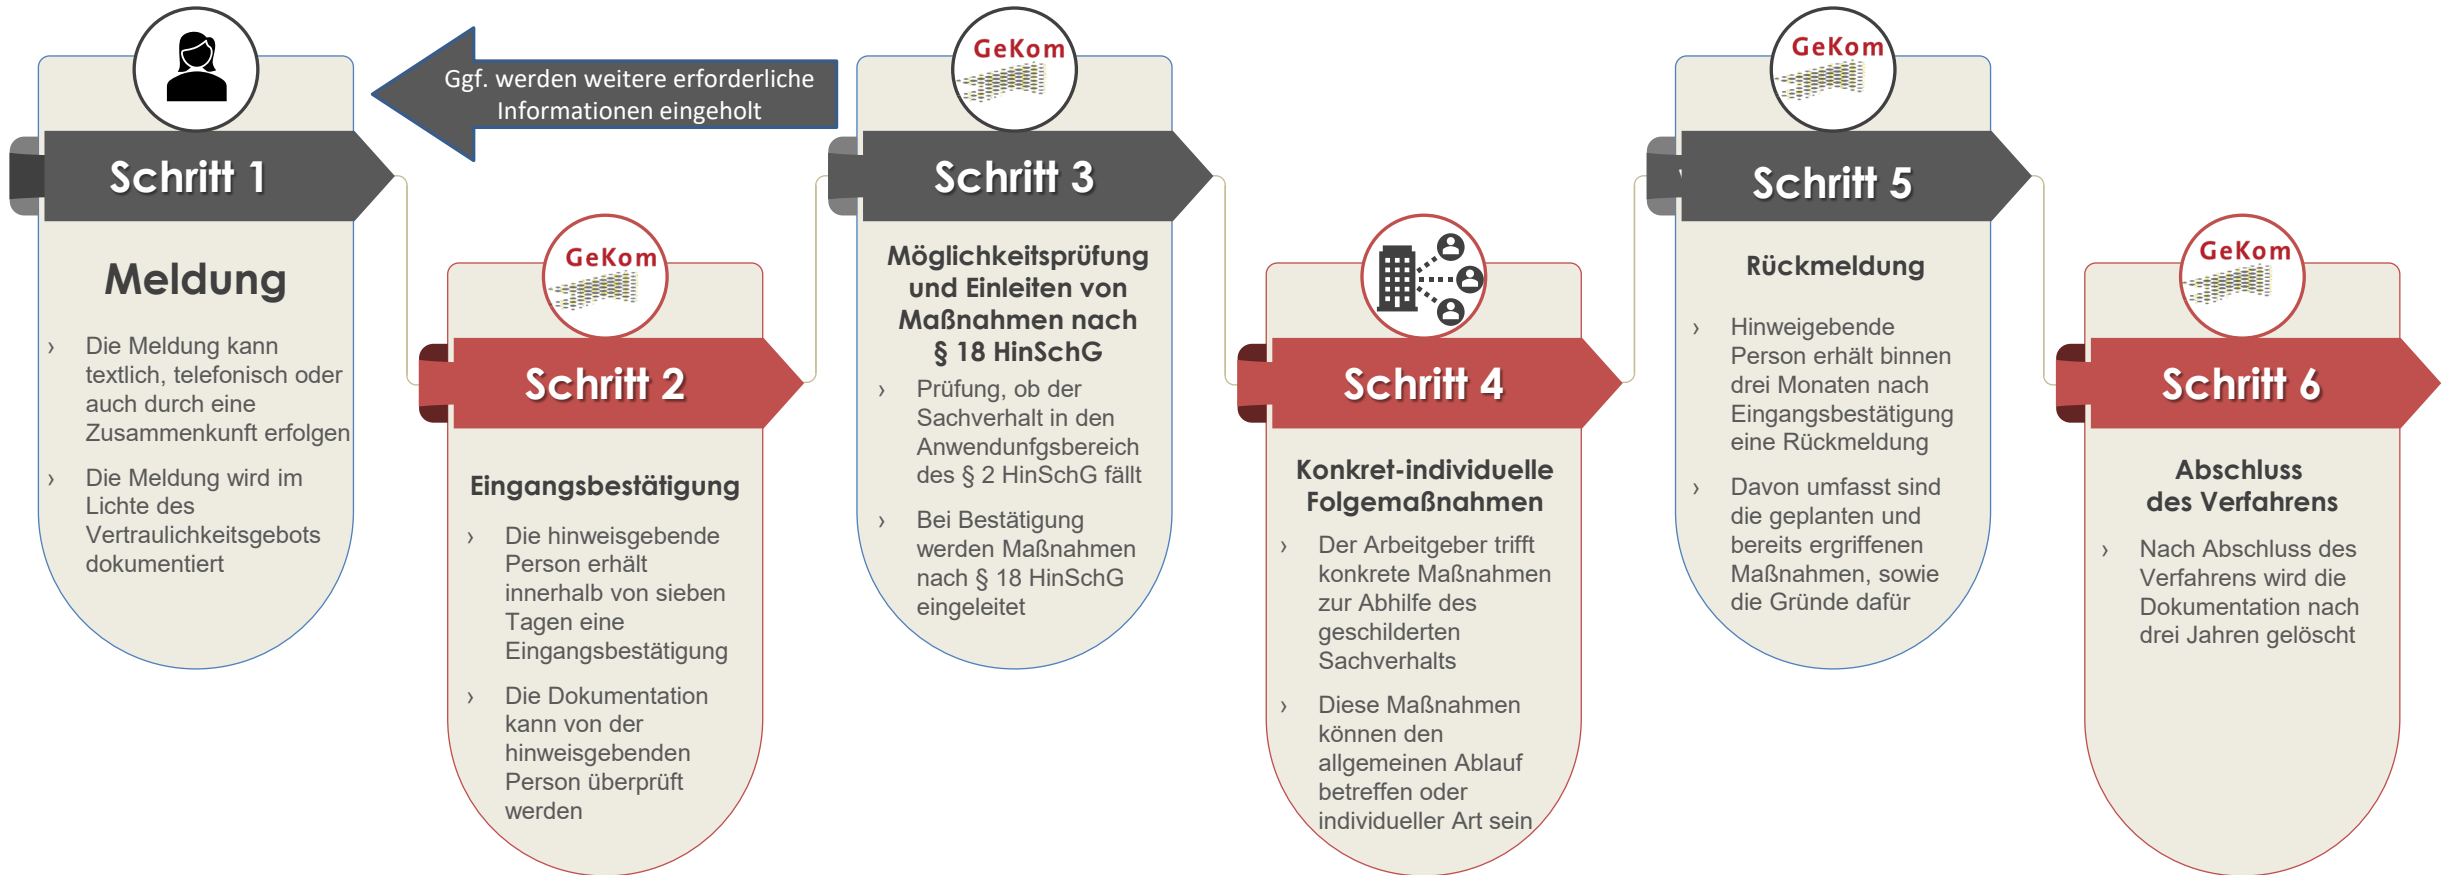 Schritt 1
Meldung
› Die Meldung kann
textlich, telefonisch oder
auch durch eine
Zusammenkunft erfolgen
› Die Meldung wird im
Lichte des
Vertraulichkeitsgebots
dokumentiert
Ggf. werden weitere erforderliche
Informationen eingeholt
GeKom
Schritt 2
Eingangsbestätigung
› Die hinweisgebende
Person erhält
innerhalb von sieben
Tagen eine
Eingangsbestätigung
› Die Dokumentation
kann von der
hinweisgebenden
Person überprüft
werden
GeKom
Schritt 3
Möglichkeitsprüfung
und Einleiten von
Maßnahmen nach
§ 18 HinSchG
› Prüfung, ob der
Sachverhalt in den
Anwendunfgsbereich
des § 2 HinSchG fällt
› Bei Bestätigung
werden Maßnahmen
nach § 18 HinSchG
eingeleitet
Schritt 4
Konkret-individuelle
Folgemaßnahmen
› Der Arbeitgeber trifft
konkrete Maßnahmen
zur Abhilfe des
geschilderten
Sachverhalts
› Diese Maßnahmen
können den
allgemeinen Ablauf
betreffen oder
individueller Art sein
GeKom
Schritt 5
Rückmeldung
› Hinweigebende
Person erhält binnen
drei Monaten nach
Eingangsbestätigung
eine Rückmeldung
› Davon umfasst sind
die geplanten und
bereits ergriffenen
Maßnahmen, sowie
die Gründe dafür
GeKom
Schritt 6
Abschluss
des Verfahrens
› Nach Abschluss des
Verfahrens wird die
Dokumentation nach
drei Jahren gelöscht